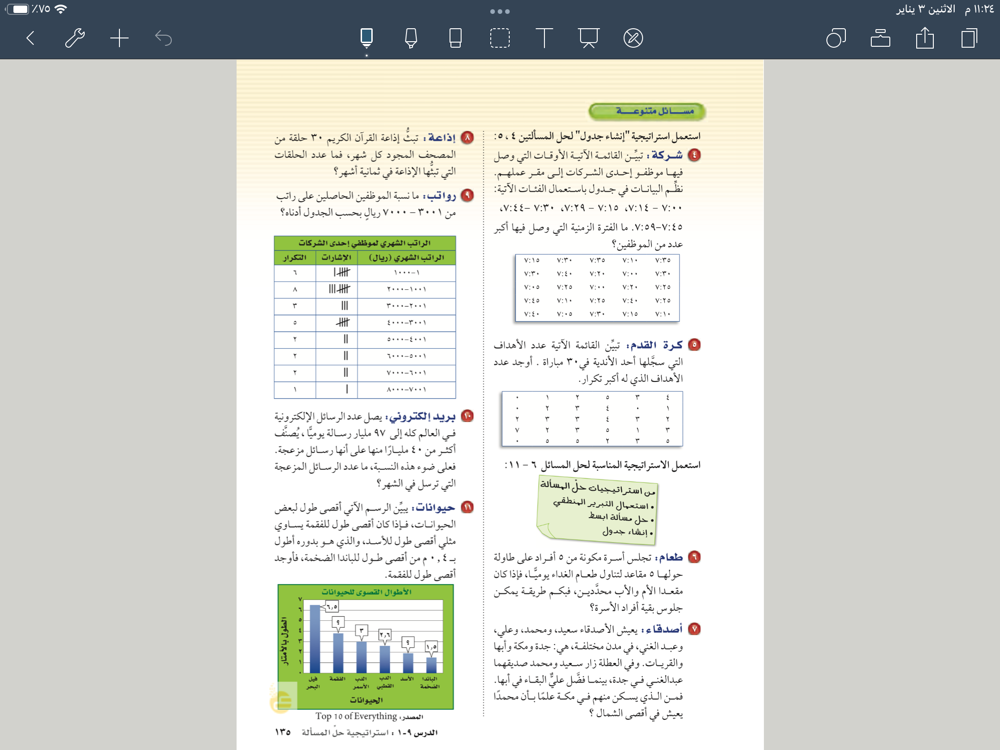 ١١:٢٤ م الاثنين ٣ يناير
٪٧٥
مسائل متنوعة
استعمل استراتيجية "إنشاء جدول" لحل المسألتين ٤ ، ٥:
٤ شركة: تبيِّن القائمة الآتية الأوقات التي وصل
فيها موظفو إحدى الشركات إلى مقر عملهم.
نظِّم البيانات في جدول باستعمال الفئات الآتية:
٧:٠٠ – ٧:١٤، ٧:١٥ – ٧:٢٩، ٧:٣٠ –٧:٤٤،
٧:٤٥–٧:٥٩. ما الفترة الزمنية التي وصل فيها أكبر
عدد من الموظفين؟
٧:٣٥ ٧:١٠ ٧:٣٥ ٧:٣٠ ٧:١٥
٧:٣٠ ٧:٠٠ ٧:٢٠ ٧:٤٠ ٧:٣٠
٧:٢٥ ٧:٢٠ ٧:٠٠ ٧:٢٥ ٧:٠٥
٧:٢٥ ٧:٤٠ ٧:٢٥ ٧:١٠ ٧:٤٥
٧:١٠ ٧:١٥ ٧:٣٠ ٧:٠٥ ٧:٤٠
٥ كرة القدم: تبيِّن القائمة الآتية عدد الأهداف
التي سجَّلها أحد الأندية في ٣٠ مباراة . أوجد عدد
الأهداف الذي له أكبر تكرار.
٤ ٣ ٥ ٢ ١ ٠
١ ٠ ٤ ٣ ٢ ٠
٢ ٣ ٤ ٣ ٣ ٢
٣ ١ ٥ ٣ ٢ ٧
٥ ٣ ٢ ٥ ٥ ٠
استعمل الاستراتيجية المناسبة لحل المسائل ٦ – ١١:
من استراتيجيات حلّ المسألة
• استعمال التبرير المنطقي
• حل مسألة ابسط
• إنشاء جدول
٦ طعام: تجلس أسرة مكونة من ٥ أفراد على طاولة
حولها ٥ مقاعد لتناول طعام الغداء يوميًّا، فإذا كان
مقعدا الأم والأب محدَّدين، فبكم طريقة يمكن
جلوس بقية أفراد الأسرة؟
٧ أصدقاء: يعيش الأصدقاء سعيد، ومحمد، وعلي،
وعبد الغني، في مدن مختلفة، هي: جدة ومكة وأبها
والقريات. وفي العطلة زار سعيد ومحمد صديقهما
عبدالغني في جدة، بينما فضَّل عليٌّ البقاء في أبها.
فمن الذي يسكن منهم في مكة علمًا بأن محمدًا
يعيش في أقصى الشمال ؟
٨ إذاعة: تبثُّ إذاعة القرآن الكريم ٣٠ حلقة من
المصحف المجود كل شهر، فما عدد الحلقات
التي تبثُّها الإذاعة في ثمانية أشهر؟
٩ رواتب: ما نسبة الموظفين الحاصلين على راتب
من ٣٠٠١ – ٧٠٠٠ ريالٍ بحسب الجدول أدناه؟
الراتب الشهري لموظفي إحدى الشركات
الراتب الشهري (ريال) الإشارات التكرار
١–١٠٠٠ ٦
١٠٠١–٢٠٠٠ ٨
٢٠٠١–٣٠٠٠ ٣
٣٠٠١–٤٠٠٠ ٥
٤٠٠١–٥٠٠٠ ٢
٥٠٠١–٦٠٠٠ ٢
٦٠٠١–٧٠٠٠ ٢
٧٠٠١–٨٠٠٠ ١
١٠ بريد إلكتروني: يصل عدد الرسائل الإلكترونية
في العالم كله إلى ٩٧ مليار رسالة يوميًّا ، يُصنَّف
أكثر من ٤٠ مليارًا منها على أنها رسائل مزعجة.
فعلى ضوء هذه النسبة، ما عدد الرسائل المزعجة
التي ترسل في الشهر؟
١١ حيوانات: يبيِّن الرسم الآتي أقصى طول لبعض
الحيوانات، فإذا كان أقصى طول للفقمة يساوي
مثلي أقصى طول للأسد، والذي هو بدوره أطول
بـ ٠,٤ م من أقصى طول للباندا الضخمة، فأوجد
أقصى طول للفقمة.
الأطوال القصوى للحيوانات
الطول بالأمتار
٧
٦
٥
٤
٣
٢
١
٠
٦,٥ ؟ ٣ ٢,٦ ؟ ١,٥
الباندا الضخمة
الأسد
الدب القطبي
الدب الأسمر
الفقمة
فيل البحر
الحيوانات
المصدر: Top 10 of Everything
الدرس ٩-١ : استراتيجية حلّ المسألة ١٣٥